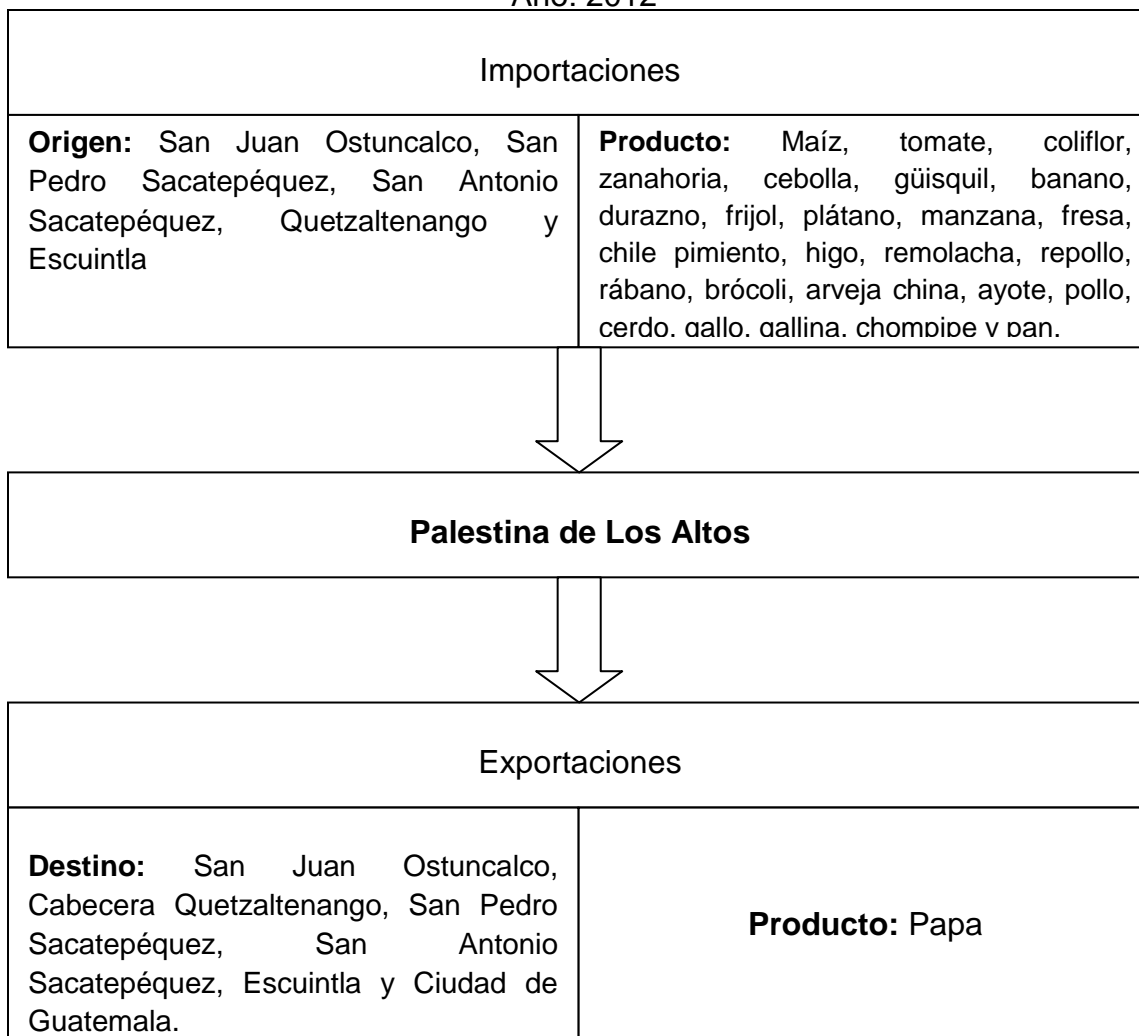 Año: 2012
Importaciones
Origen: San Juan Ostuncalco, San
Pedro Sacatepéquez, San Antonio
Sacatepéquez, Quetzaltenango y
Escuintla
Producto: Maíz, tomate, coliflor,
zanahoria, cebolla, güisquil, banano,
durazno, frijol, plátano, manzana, fresa,
chile pimiento, higo, remolacha, repollo,
rábano, brócoli, arveja china, ayote, pollo,
cerdo, gallo, gallina, chompipe y pan.
Palestina de Los Altos
Exportaciones
Destino: San Juan Ostuncalco,
Cabecera Quetzaltenango, San Pedro
Sacatepéquez, San Antonio
Sacatepéquez, Escuintla y Ciudad de
Guatemala.
Producto: Papa